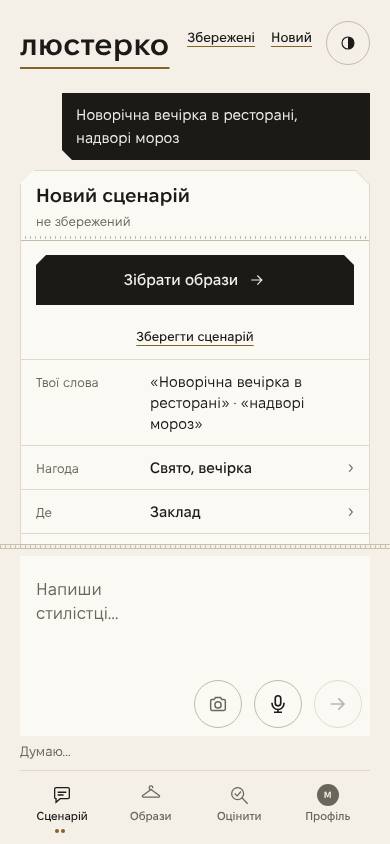 люстерко
Збережені
Новий
Новорічна вечірка в ресторані,
надворі мороз
Новий сценарій
не збережений
Зібрати образи →
Зберегти сценарій
Твої слова
«Новорічна вечірка в
ресторані» · «надворі
мороз»
Нагода
Свято, вечірка
Де
Заклад
Напиши
стилістці...
Думаю...
Сценарій
Образи
Оцінити
М
Профіль